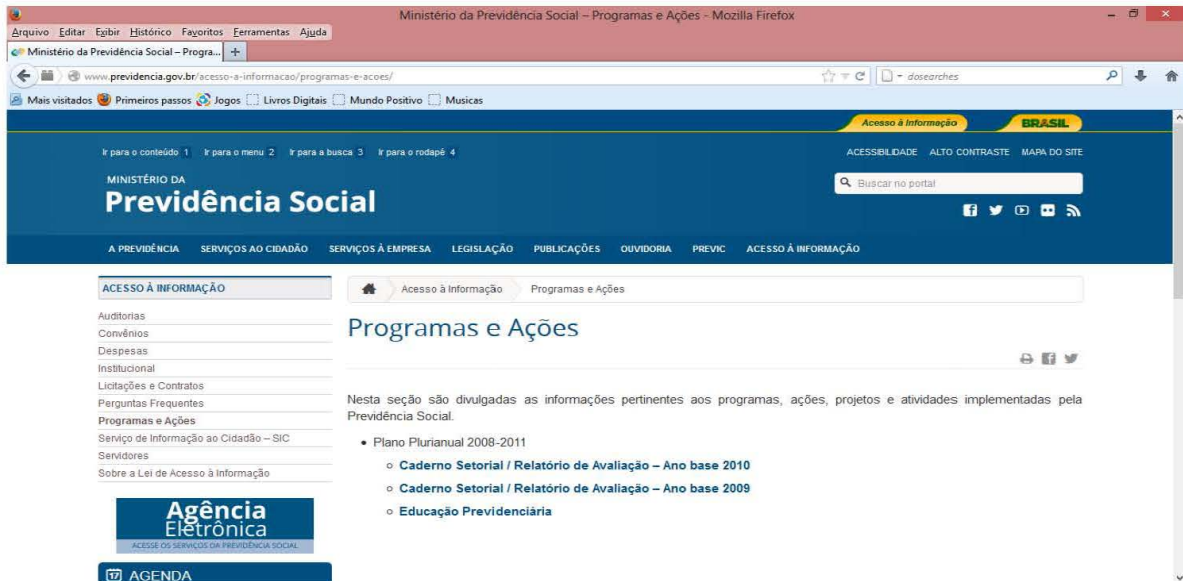 Ministério da Previdência Social – Programas e Ações - Mozilla Firefox
Arquivo Editar Exibir Histórico Favoritos Ferramentas Ajuda
Ministério da Previdência Social – Progra... +
www.previdencia.gov.br/acesso-a-informacao/programas-e-acoes/ dosearches
Mais visitados Primeiros passos Jogos Livros Digitais Mundo Positivo Musicas
Acesso à Informação BRASIL
Ir para o conteúdo 1 Ir para o menu 2 Ir para a busca 3 Ir para o rodapé 4 ACESSIBILIDADE ALTO CONTRASTE MAPA DO SITE
MINISTÉRIO DA
Previdência Social
Buscar no portal
A PREVIDÊNCIA SERVIÇOS AO CIDADÃO SERVIÇOS À EMPRESA LEGISLAÇÃO PUBLICAÇÕES OUVIDORIA PREVIC ACESSO À INFORMAÇÃO
ACESSO À INFORMAÇÃO
Auditorias
Convênios
Despesas
Institucional
Licitações e Contratos
Perguntas Frequentes
Programas e Ações
Serviço de Informação ao Cidadão – SIC
Servidores
Sobre a Lei de Acesso à Informação
Agência
Eletrônica
ACESSE OS SERVIÇOS DA PREVIDÊNCIA SOCIAL
17 AGENDA
Acesso à Informação Programas e Ações
Programas e Ações
Nesta seção são divulgadas as informações pertinentes aos programas, ações, projetos e atividades implementadas pela
Previdência Social.
• Plano Plurianual 2008-2011
Caderno Setorial / Relatório de Avaliação – Ano base 2010
Caderno Setorial / Relatório de Avaliação – Ano base 2009
Educação Previdenciária